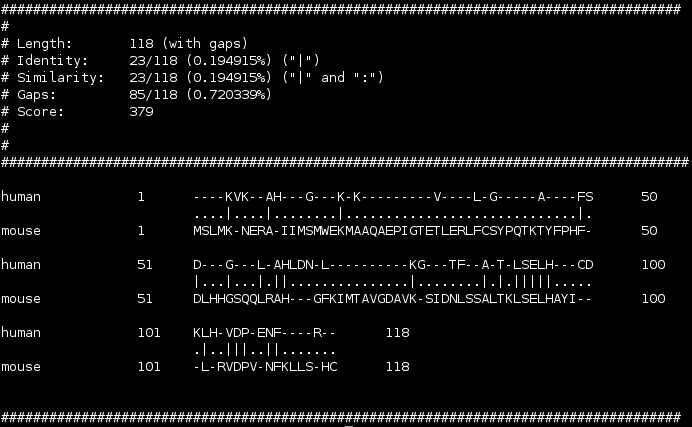 #####################################################################################
#
# Length: 118 (with gaps)
# Identity: 23/118 (0.194915%) ("|")
# Similarity: 23/118 (0.194915%) ("|" and ":")
# Gaps: 85/118 (0.720339%)
# Score: 379
#
#
######################################################################################
human 1 ----KVK--AH---G---K-K---------V----L-G-----A----FS 50
....|....|........|.............................|.
mouse 1 MSLMK-NERA-IIMSMWEKMAAQAEPIGTETLERLFCSYPQTKTYFPHF- 50
human 51 D---G---L-AHLDN-L----------KG---TF--A-T-LSELH---CD 100
|...|...|.||...............|........|.|.|||||.....
mouse 51 DLHHGSQQLRAH---GFKIMTAVGDAVK-SIDNLSSALTKLSELHAYI-- 100
human 101 KLH-VDP-ENF----R-- 118
.|..|||..||.......
mouse 101 -L-RVDPV-NFKLLS-HC 118
#####################################################################################